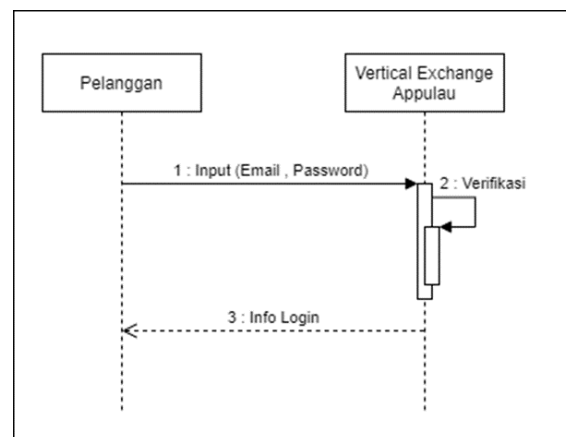 Pelanggan
Vertical Exchange
Appulau
1 : Input (Email , Password)
2 : Verifikasi
3 : Info Login